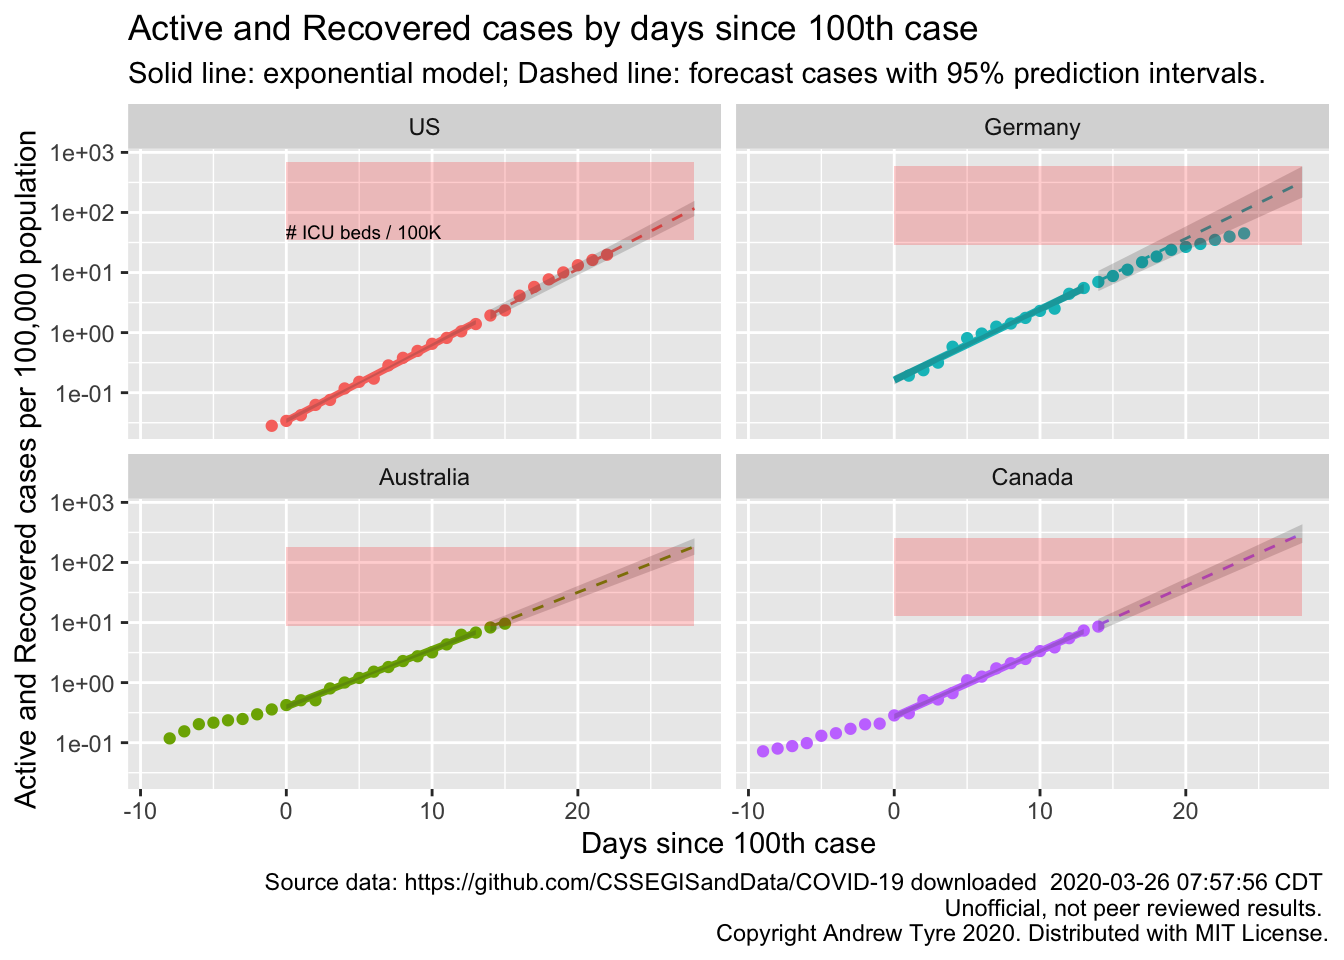 Active and Recovered cases by days since 100th case
Solid line: exponential model; Dashed line: forecast cases with 95% prediction intervals.
Active and Recovered cases per 100,000 population
US
Germany
1e+03
1e+02
1e+01
1e+00
1e-01
# ICU beds / 100K
Australia
Canada
1e+03
1e+02
1e+01
1e+00
1e-01
-10 0 10 20
-10 0 10 20
Days since 100th case
Source data: https://github.com/CSSEGISandData/COVID-19 downloaded  2020-03-26 07:57:56 CDT
Unofficial, not peer reviewed results.
Copyright Andrew Tyre 2020. Distributed with MIT License.